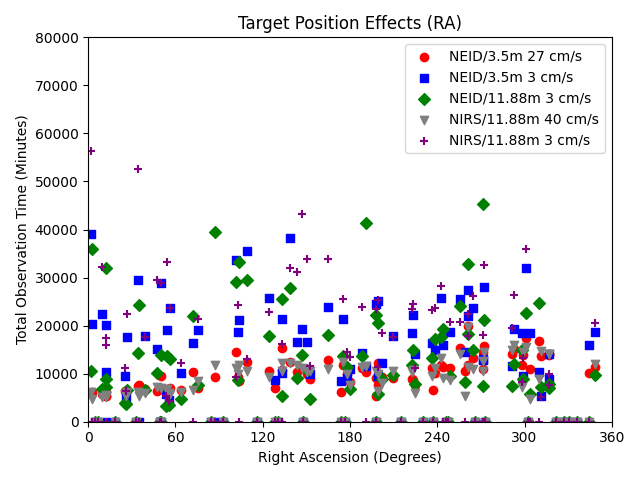 Target Position Effects (RA)
NEID/3.5m 27 cm/s
NEID/3.5m 3 cm/s
NEID/11.88m 3 cm/s
NIRS/11.88m 40 cm/s
NIRS/11.88m 3 cm/s
Total Observation Time (Minutes)
80000
70000
60000
50000
40000
30000
20000
10000
0
0 60 120 180 240 300 360
Right Ascension (Degrees)